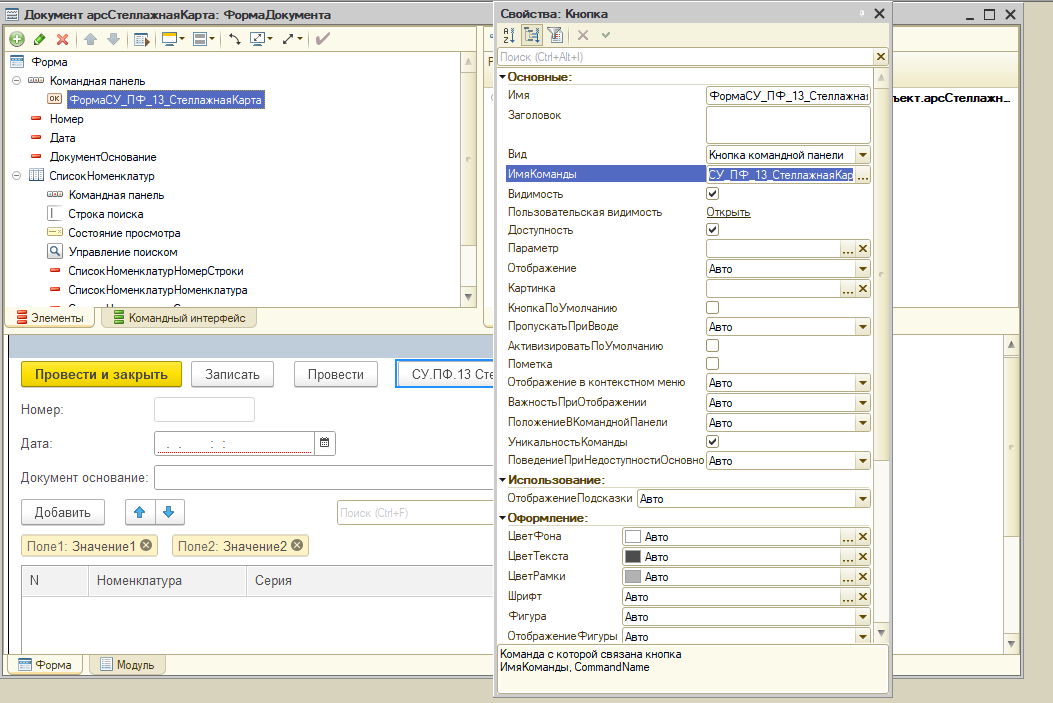 Документ арсСтеллажнаяКарта: ФормаДокумента
Форма
Командная панель
OK ФормаСУ_ПФ_13_СтеллажнаяКарта
Номер
Дата
ДокументОснование
СписокНоменклатур
Командная панель
Строка поиска
Состояние просмотра
Управление поиском
СписокНоменклатурНомерСтроки
СписокНоменклатурНоменклатура
Элементы
Командный интерфейс
Провести и закрыть
Записать
Провести
СУ.ПФ.13 Сте
Номер:
Дата:
. . : :
Документ основание:
Добавить
Поиск (Ctrl+F)
Поле1: Значение1
Поле2: Значение2
N
Номенклатура
Серия
Форма
Модуль
Свойства: Кнопка
Поиск (Ctrl+Alt+I)
Основные:
Имя ФормаСУ_ПФ_13_Стеллажная
Заголовок
Вид Кнопка командной панели
ИмяКоманды СУ_ПФ_13_СтеллажнаяКар ...
Видимость
Пользовательская видимость Открыть
Доступность
Параметр ...
Отображение Авто
Картинка ...
КнопкаПоУмолчанию
ПропускатьПриВводе Авто
АктивизироватьПоУмолчанию
Пометка
Отображение в контекстном меню Авто
ВажностьПриОтображении Авто
ПоложениеВКоманднойПанели Авто
УникальностьКоманды
ПоведениеПриНедоступностиОсновно Авто
Использование:
ОтображениеПодсказки Авто
Оформление:
ЦветФона Авто ...
ЦветТекста Авто ...
ЦветРамки Авто ...
Шрифт Авто ...
Фигура Авто
ОтображениеФигуры Авто
Команда с которой связана кнопка
ИмяКоманды, CommandName
ъект.арсСтеллажн...